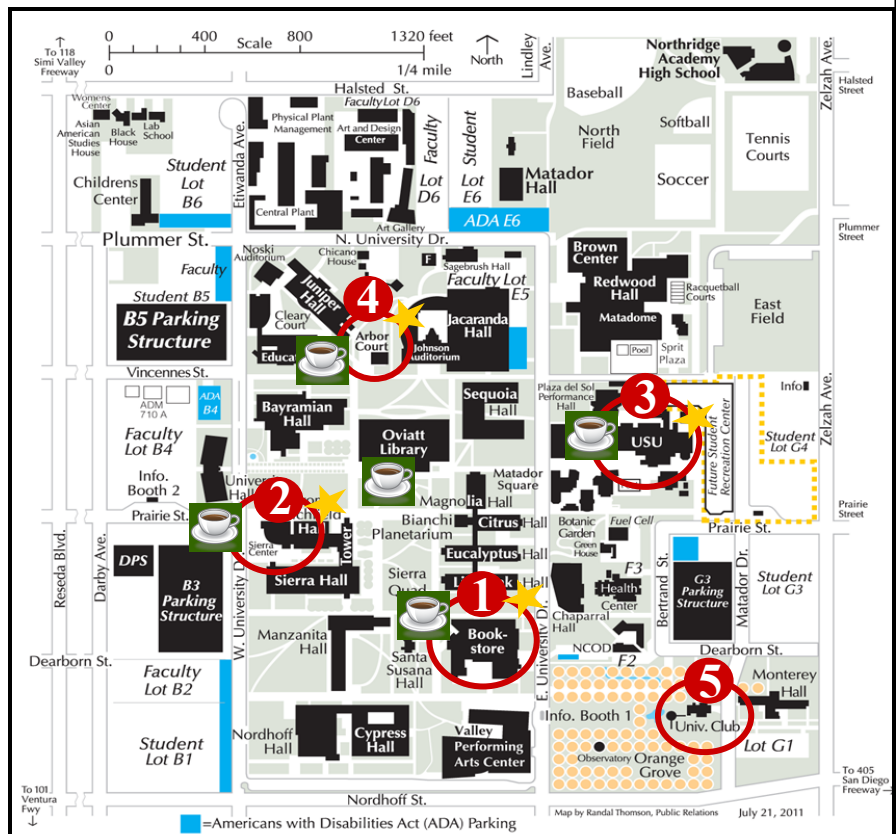 To 118
Simi Valley
Freeway
0 400 800 1320 feet
Scale
0 1/4 mile
North
Lindley
Ave.
Northridge
Academy
High School
Zelzah Ave.
Halsted
Street
Halsted St.
Womens
Center
Asian
American
Studies
House
Black
House
Lab
School
Etiwanda Ave.
Faculty Lot D6
Physical Plant
Management
Art and Design
Center
Faculty
Lot
D6
Student
Lot
E6
Baseball
North
Field
Softball
Soccer
Tennis
Courts
Student
Lot
B6
Childrens
Center
Central Plant
Art Gallery
Matador
Hall
ADA E6
Plummer St.
N. University Dr.
Plummer
Street
Noski
Auditorium
Chicano
House
F
Sagebrush Hall
Faculty Lot
E5
Brown
Center
Redwood
Hall
Matadome
Racquetball
Courts
East
Field
Faculty
Student B5
B5 Parking
Structure
Juniper
Hall
Cleary
Court
4
Arbor
Court
Educat
Johnson
Auditorium
Jacaranda
Hall
Pool
Sprit
Plaza
Vincennes St.
ADM
710 A
ADA
B4
Faculty
Lot B4
Info.
Booth 2
Bayramian
Hall
Oviatt
Library
Sequoia
Hall
Matador
Square
Plaza del Sol
Performance
Hall
3
USU
Future Student
Recreation Center
Info
Student
Lot G4
Zelzah Ave.
Prairie
Street
Prairie St.
2
Hall
Sierra
Center
Tower
Magnolia Hall
Bianchi
Planetarium
Citrus Hall
Eucalyptus Hall
Hall
Botanic
Garden
Fuel Cell
Green
House
Prairie St.
Reseda Blvd.
Darby Ave.
DPS
B3
Parking
Structure
W. University Dr.
Sierra Hall
Sierra
Quad
1
Book-
store
E. University Dr.
Chaparral
Hall
F3
Health
Center
Bertrand St.
G3
Parking
Structure
Matador Dr.
Student
Lot G3
Manzanita
Hall
Santa
Susana
Hall
NCOD
F2
Dearborn St.
Dearborn St.
Faculty
Lot B2
Student
Lot B1
Nordhoff
Hall
Cypress
Hall
Valley
Performing
Arts Center
Info. Booth 1
5
Univ. Club
Monterey
Hall
Lot G1
Observatory
Orange
Grove
To 101
Ventura
Fwy
To 405
San Diego
Freeway
Nordhoff St.
Map by Randal Thomson, Public Relations July 21, 2011
=Americans with Disabilities Act (ADA) Parking